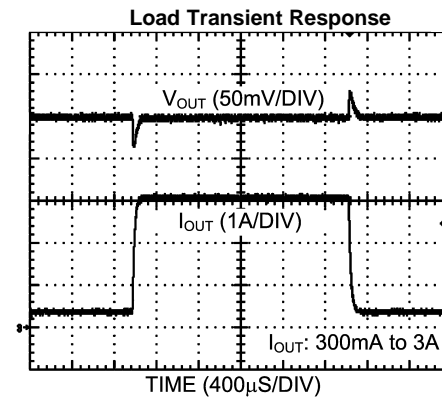 Load Transient Response
V_OUT (50mV/DIV)
I_OUT (1A/DIV)
I_OUT: 300mA to 3A
TIME (400µS/DIV)